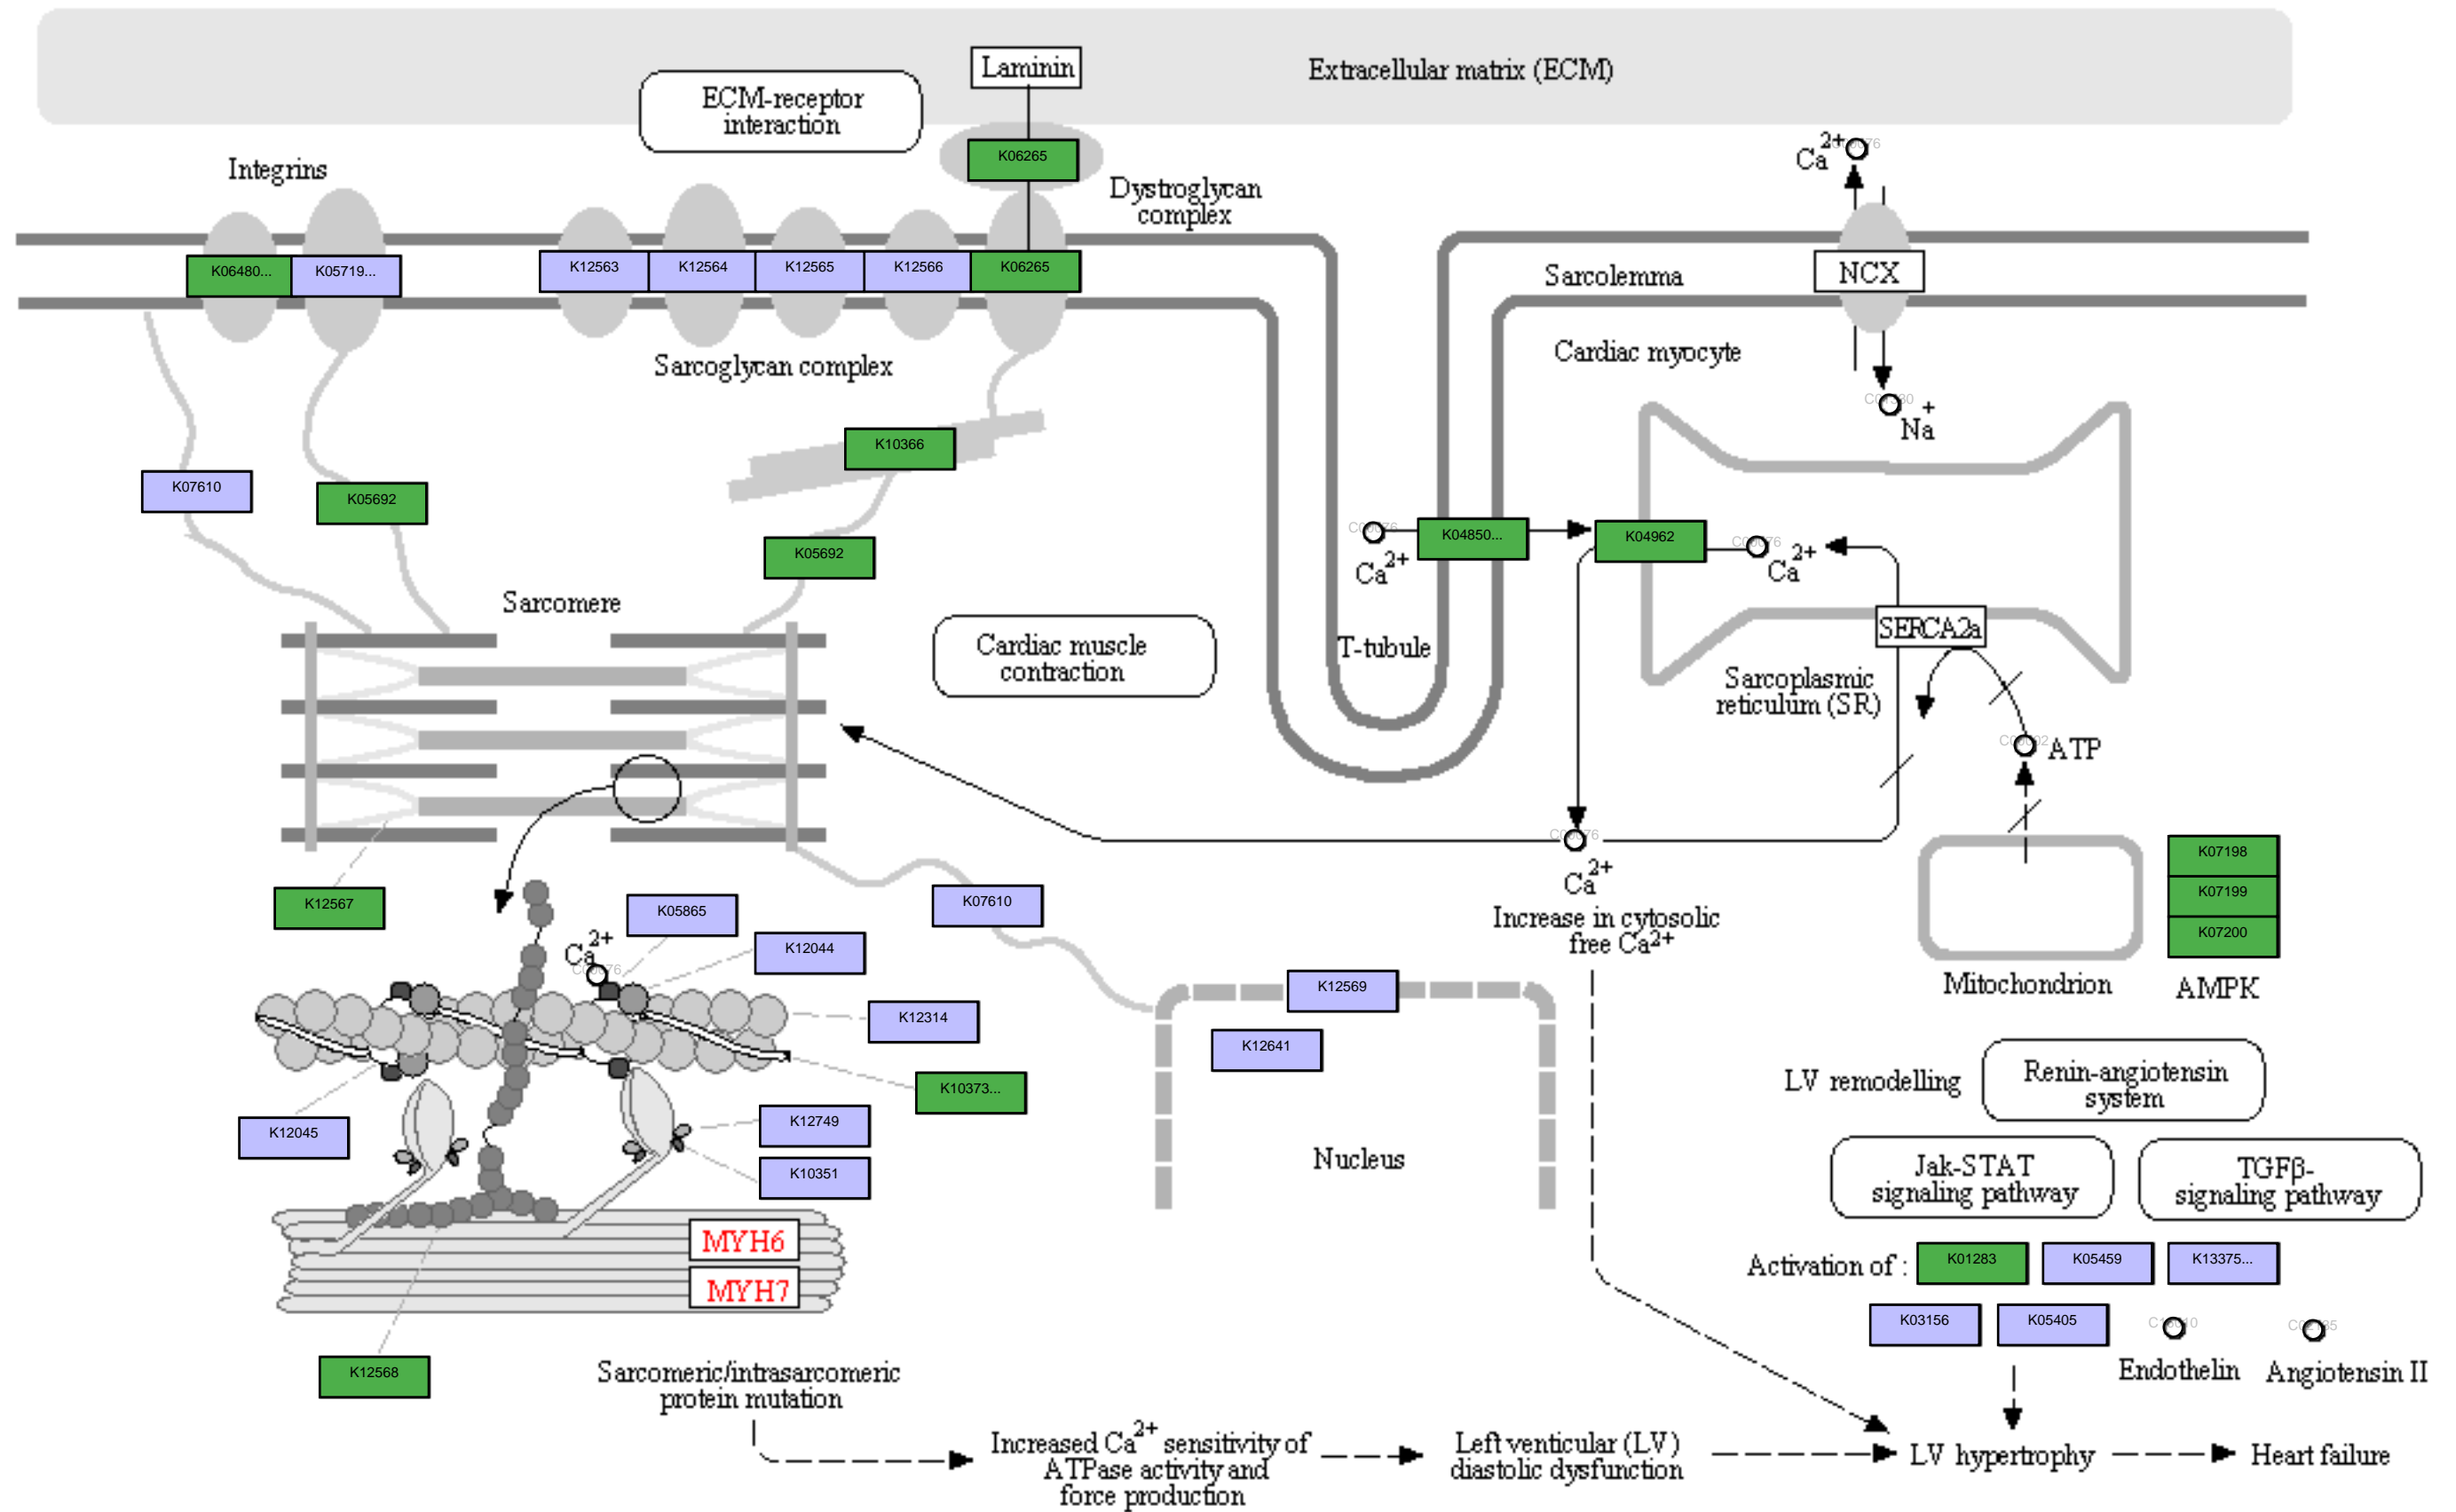 Laminin
Extracellular matrix (ECM)
ECM-receptor
interaction
Ca2+
K06265
Integrins
Dystroglycan
complex
K06480...
K05719...
K12563
K12564
K12565
K12566
K06265
Sarcolemma
NCX
Sarcoglycan complex
Cardiac myocyte
Na+
K10366
K07610
K05692
K05692
C00076
Ca2+
K04850...
K04962
C00076
Ca2+
Sarcomere
Cardiac muscle
contraction
T-tubule
SERCA2a
Sarcoplasmic
reticulum (SR)
C00002
ATP
C00076
Ca2+
Increase in cytosolic
free Ca2+
K07198
K07199
K07200
Mitochondrion
AMPK
K12567
K05865
K07610
Ca2+
C00076
K12044
K12314
K12569
K12641
K10373...
K12045
K12749
K10351
Nucleus
LV remodelling
Renin-angiotensin
system
Jak-STAT
signaling pathway
TGFβ-
signaling pathway
MYH6
MYH7
Activation of :
K01283
K05459
K13375...
K03156
K05405
Endothelin
Angiotensin II
K12568
Sarcomeric/intrasarcomeric
protein mutation
Increased Ca2+ sensitivity of
ATPase activity and
force production
Left venticular (LV)
diastolic dysfunction
LV hypertrophy
Heart failure